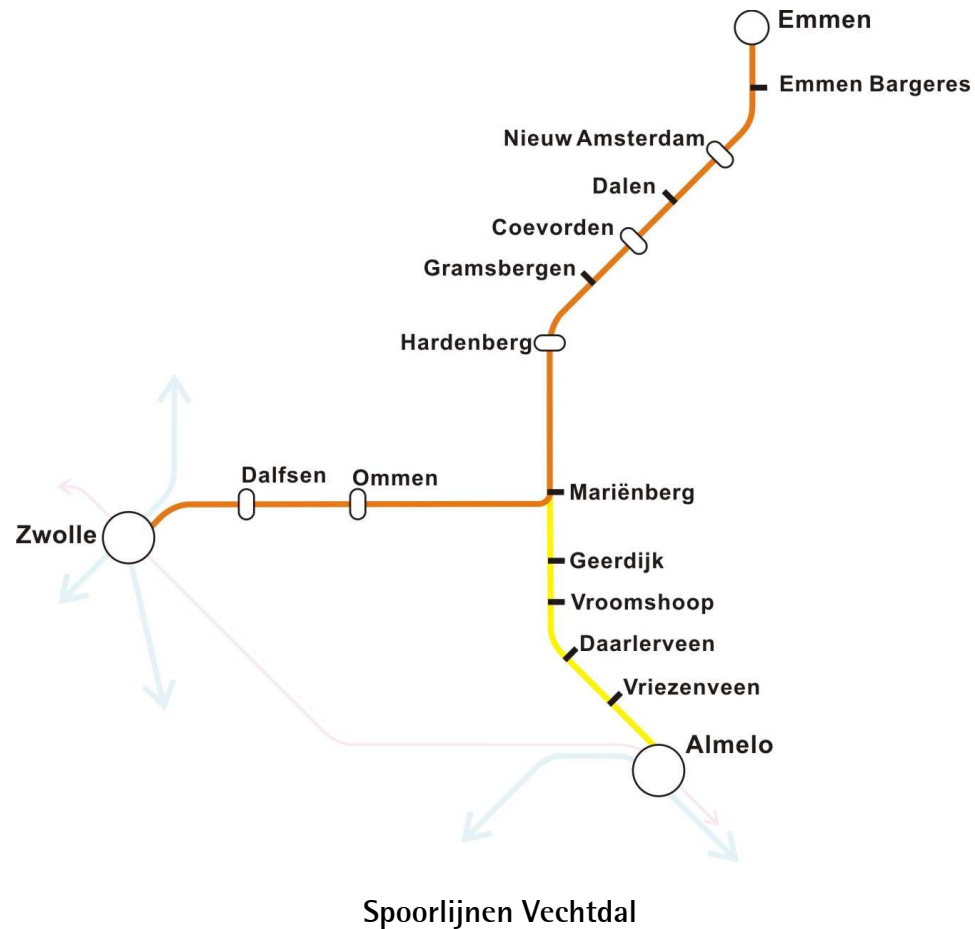 Emmen
Emmen Bargeres
Nieuw Amsterdam
Dalen
Coevorden
Gramsbergen
Hardenberg
Dalfsen
Ommen
Mariënberg
Zwolle
Geerdijk
Vroomshoop
Daarlerveen
Vriezenveen
Almelo
Spoorlijnen Vechtdal